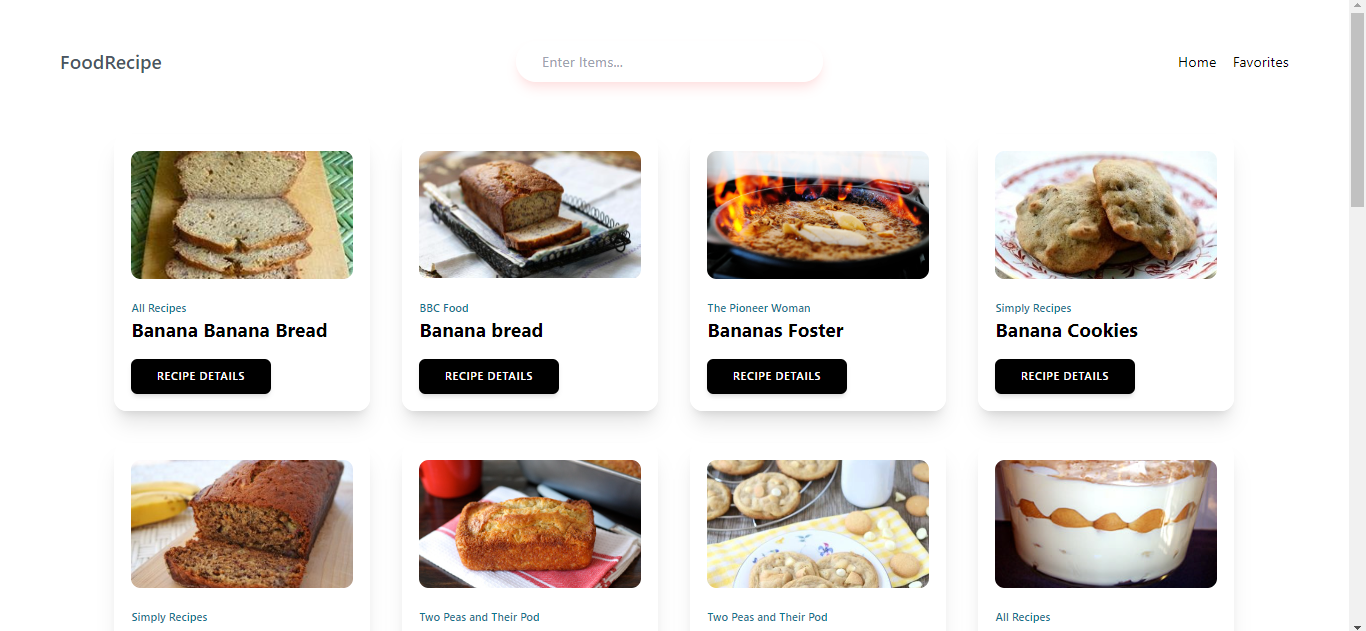 FoodRecipe
Enter Items...
Home
Favorites
All Recipes
Banana Banana Bread
RECIPE DETAILS
BBC Food
Banana bread
RECIPE DETAILS
The Pioneer Woman
Bananas Foster
RECIPE DETAILS
Simply Recipes
Banana Cookies
RECIPE DETAILS
Simply Recipes
Two Peas and Their Pod
Two Peas and Their Pod
All Recipes